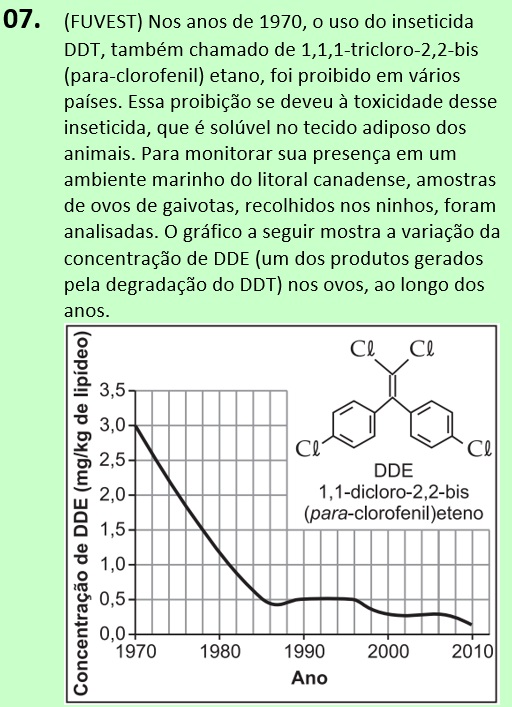 07. (FUVEST) Nos anos de 1970, o uso do inseticida
DDT, também chamado de 1,1,1-tricloro-2,2-bis
(para-clorofenil) etano, foi proibido em vários
países. Essa proibição se deveu à toxicidade desse
inseticida, que é solúvel no tecido adiposo dos
animais. Para monitorar sua presença em um
ambiente marinho do litoral canadense, amostras
de ovos de gaivotas, recolhidos nos ninhos, foram
analisadas. O gráfico a seguir mostra a variação da
concentração de DDE (um dos produtos gerados
pela degradação do DDT) nos ovos, ao longo dos
anos.
Concentração de DDE (mg/kg de lipídeo)
3,5
3,0
2,5
2,0
1,5
1,0
0,5
0,0
Cℓ Cℓ
Cℓ Cℓ
DDE
1,1-dicloro-2,2-bis
(para-clorofenil)eteno
1970 1980 1990 2000 2010
Ano